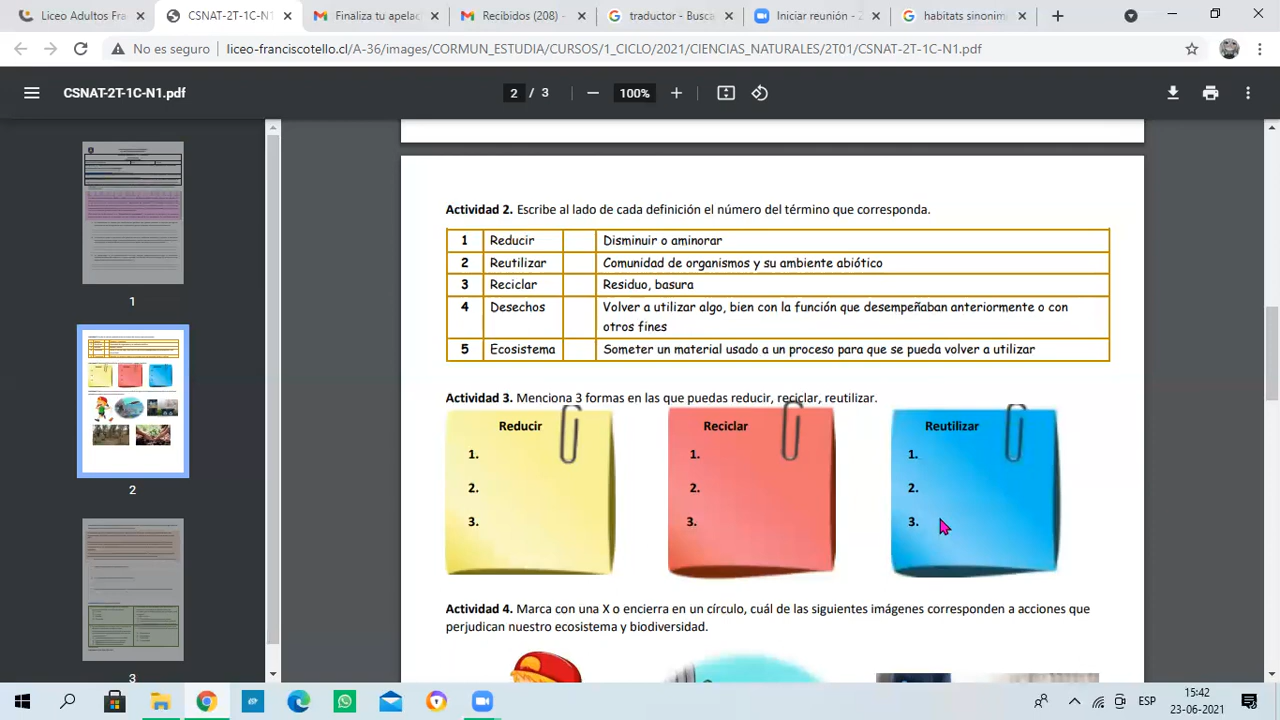 Liceo Adultos Fra
CSNAT-2T-1C-N1.
Finaliza tu apelac
Recibidos (208) -
traductor - Busca
Iniciar reunión - Z
habitats sinonim
No es seguro
liceo-franciscotello.cl/A-36/images/CORMUN_ESTUDIA/CURSOS/1_CICLO/2021/CIENCIAS_NATURALES/2T01/CSNAT-2T-1C-N1.pdf
CSNAT-2T-1C-N1.pdf
2 / 3
100%
1
2
3
Actividad 2. Escribe al lado de cada definición el número del término que corresponda.
1 Reducir Disminuir o aminorar
2 Reutilizar Comunidad de organismos y su ambiente abiótico
3 Reciclar Residuo, basura
4 Desechos Volver a utilizar algo, bien con la función que desempeñaban anteriormente o con
otros fines
5 Ecosistema Someter un material usado a un proceso para que se pueda volver a utilizar
Actividad 3. Menciona 3 formas en las que puedas reducir, reciclar, reutilizar.
Reducir
1.
2.
3.
Reciclar
1.
2.
3.
Reutilizar
1.
2.
3.
Actividad 4. Marca con una X o encierra en un círculo, cuál de las siguientes imágenes corresponden a acciones que
perjudican nuestro ecosistema y biodiversidad.
ESP
15:42
23-06-2021